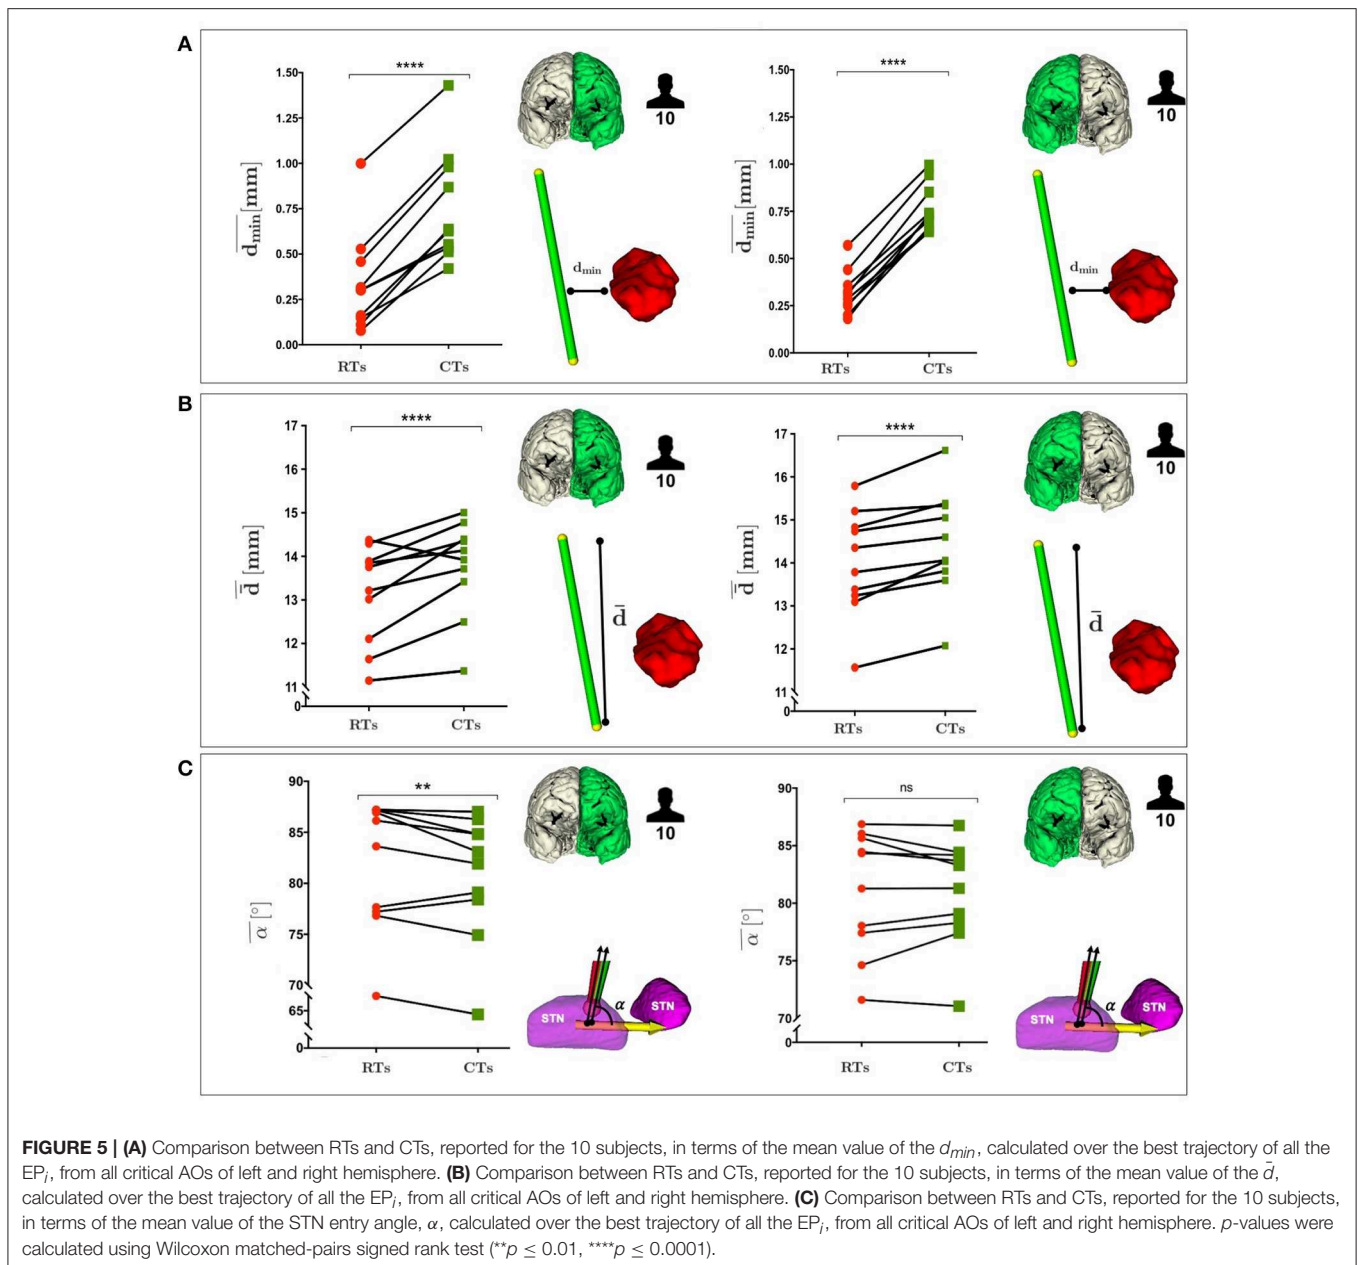 A
****
1.50
1.25
1.00
0.75
0.50
0.25
0.00
d_min [mm]
RTs
CTs
10
d_min
****
1.50
1.25
1.00
0.75
0.50
0.25
0.00
d_min [mm]
RTs
CTs
10
d_min
B
****
17
16
15
14
13
12
11
0
d̄ [mm]
RTs
CTs
10
d̄
****
17
16
15
14
13
12
11
0
d̄ [mm]
RTs
CTs
10
d̄
C
**
90
85
80
75
70
65
0
α [°]
RTs
CTs
10
STN
α
STN
ns
90
85
80
75
70
0
α [°]
RTs
CTs
10
STN
α
STN
FIGURE 5 | (A) Comparison between RTs and CTs, reported for the 10 subjects, in terms of the mean value of the d_min, calculated over the best trajectory of all the
EP_i, from all critical AOs of left and right hemisphere. (B) Comparison between RTs and CTs, reported for the 10 subjects, in terms of the mean value of the d̄,
calculated over the best trajectory of all the EP_i, from all critical AOs of left and right hemisphere. (C) Comparison between RTs and CTs, reported for the 10 subjects,
in terms of the mean value of the STN entry angle, α, calculated over the best trajectory of all the EP_i, from all critical AOs of left and right hemisphere. p-values were
calculated using Wilcoxon matched-pairs signed rank test (**p ≤ 0.01, ****p ≤ 0.0001).